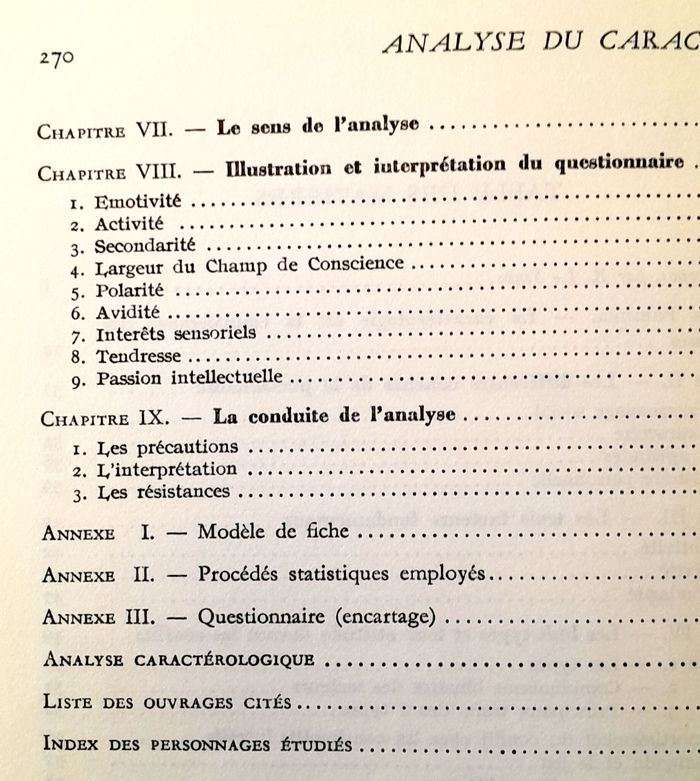 270
ANALYSE DU CARAC
CHAPITRE VII. — Le sens de l'analyse ................................
CHAPITRE VIII. — Illustration et interprétation du questionnaire .
1. Emotivité ................................................
2. Activité ................................................
3. Secondarité ................................................
4. Largeur du Champ de Conscience ................................
5. Polarité ................................................
6. Avidité ................................................
7. Interêts sensoriels ................................................
8. Tendresse ................................................
9. Passion intellectuelle ................................................
CHAPITRE IX. — La conduite de l'analyse ................................
1. Les précautions ................................................
2. L'interprétation ................................................
3. Les résistances ................................................
ANNEXE I. — Modèle de fiche ................................
ANNEXE II. — Procédés statistiques employés................................
ANNEXE III. — Questionnaire (encartage) ................................
ANALYSE CARACTÉROLOGIQUE ................................
LISTE DES OUVRAGES CITÉS................................
INDEX DES PERSONNAGES ÉTUDIÉS ................................